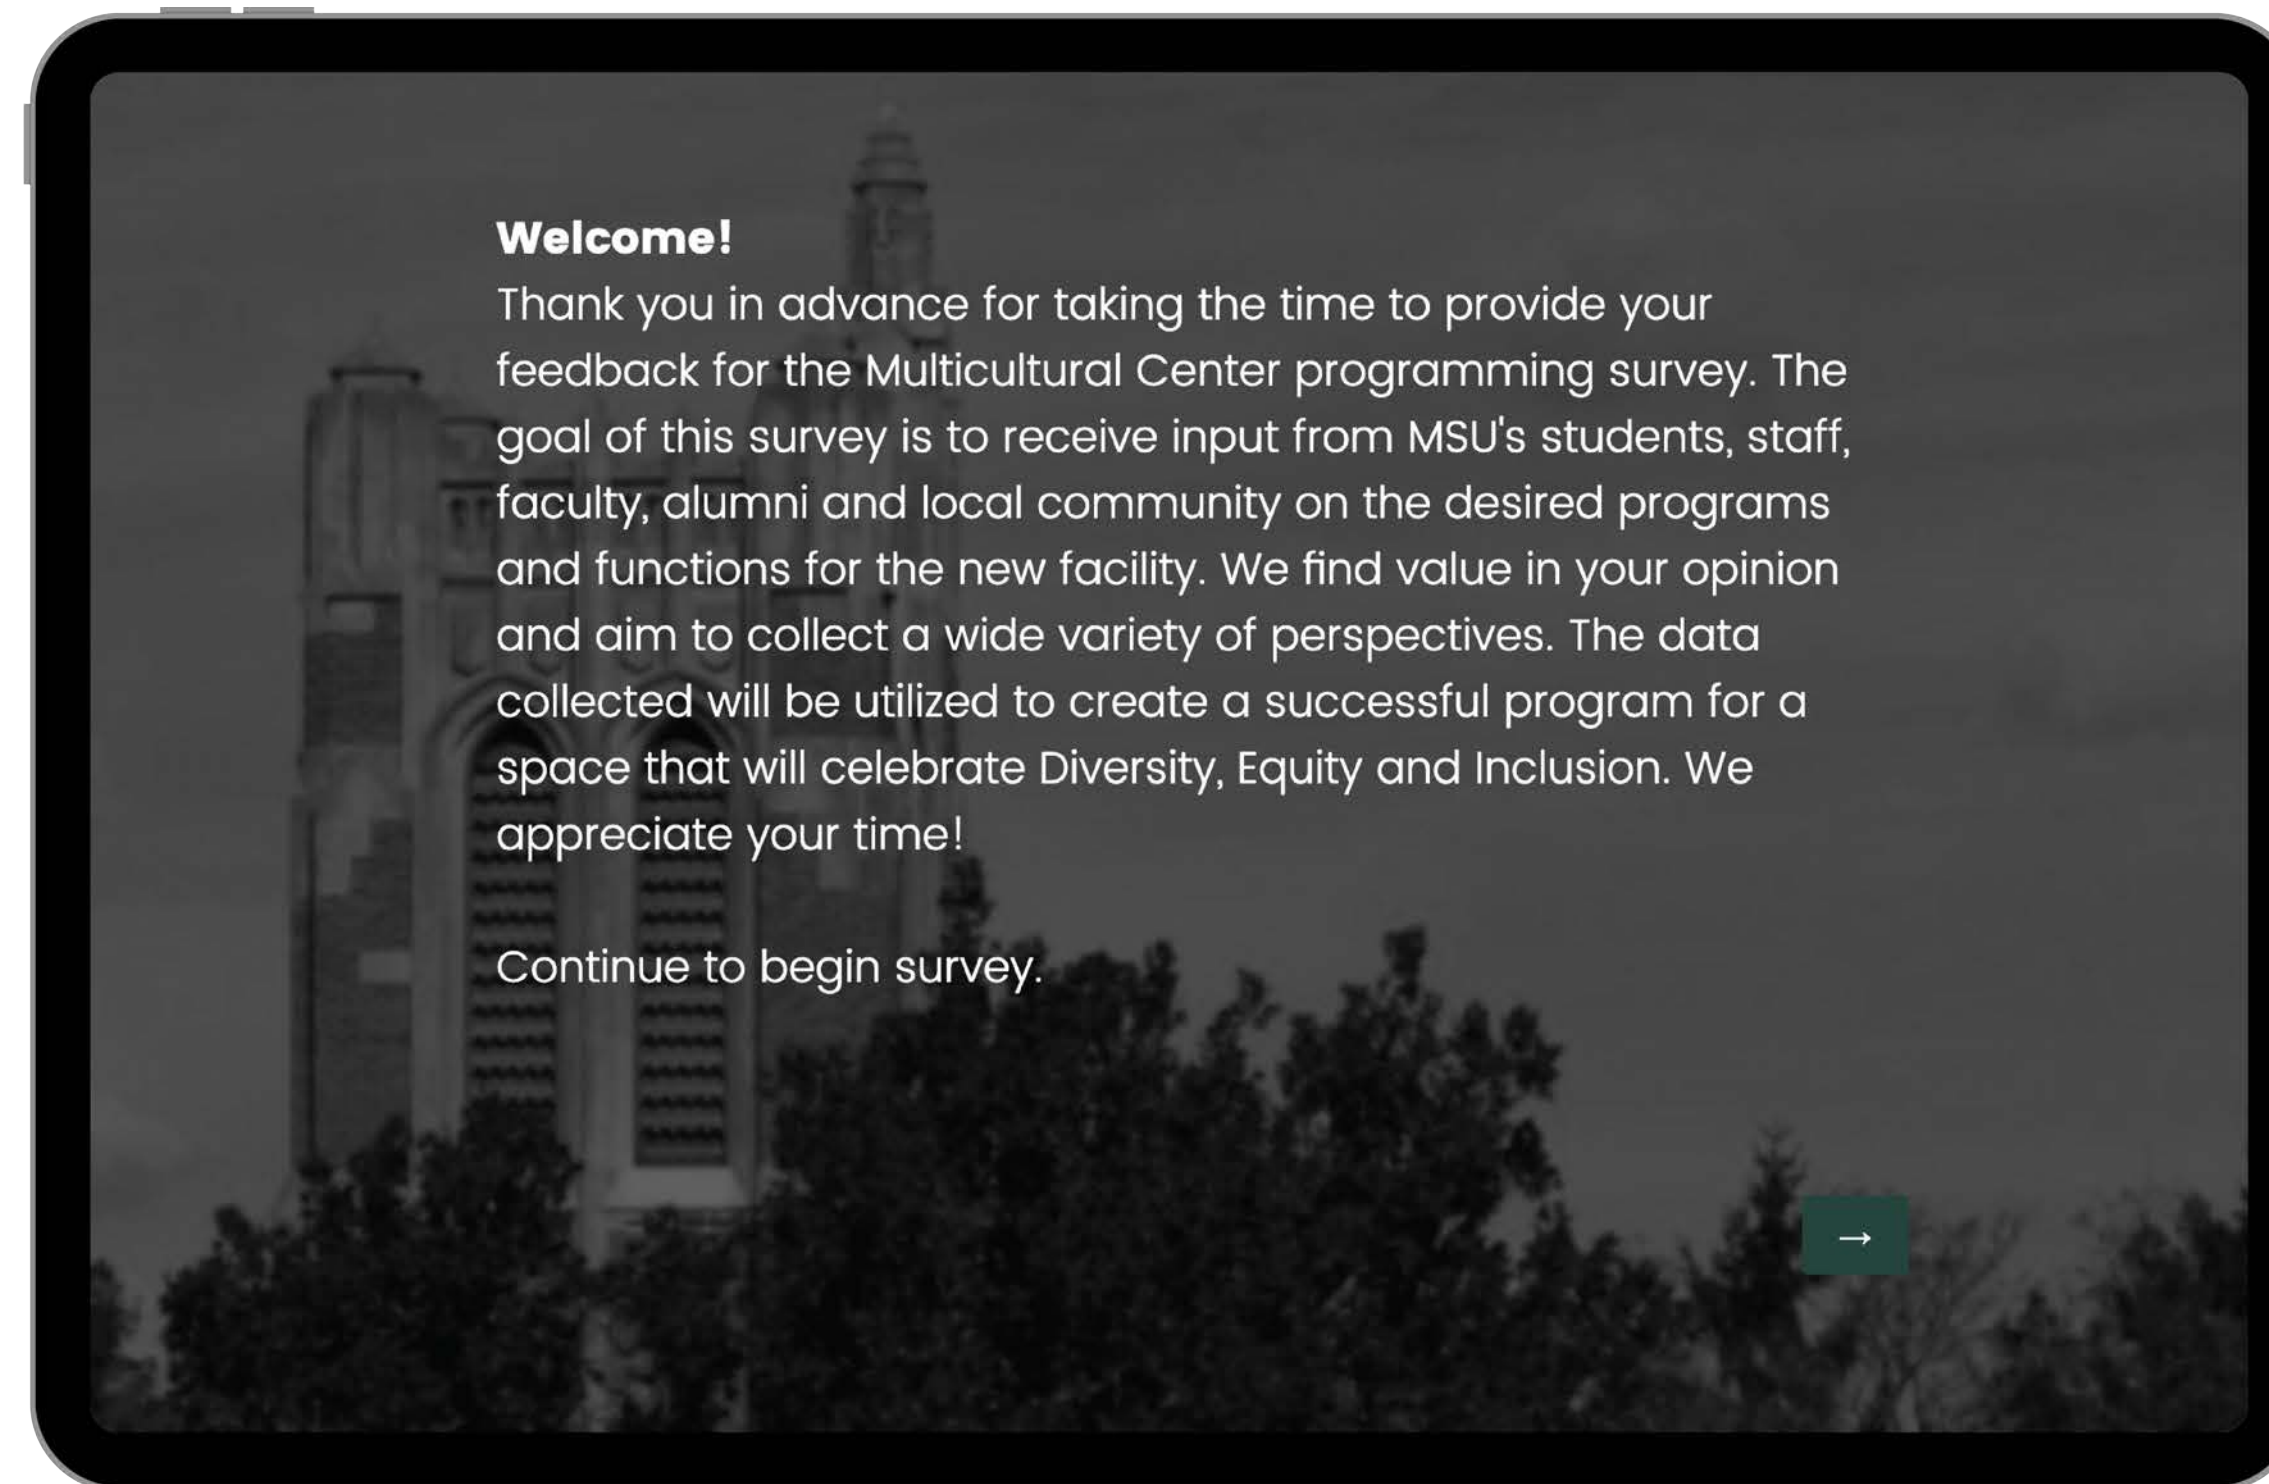 Welcome!
Thank you in advance for taking the time to provide your
feedback for the Multicultural Center programming survey. The
goal of this survey is to receive input from MSU's students, staff,
faculty, alumni and local community on the desired programs
and functions for the new facility. We find value in your opinion
and aim to collect a wide variety of perspectives. The data
collected will be utilized to create a successful program for a
space that will celebrate Diversity, Equity and Inclusion. We
appreciate your time!
Continue to begin survey.
→